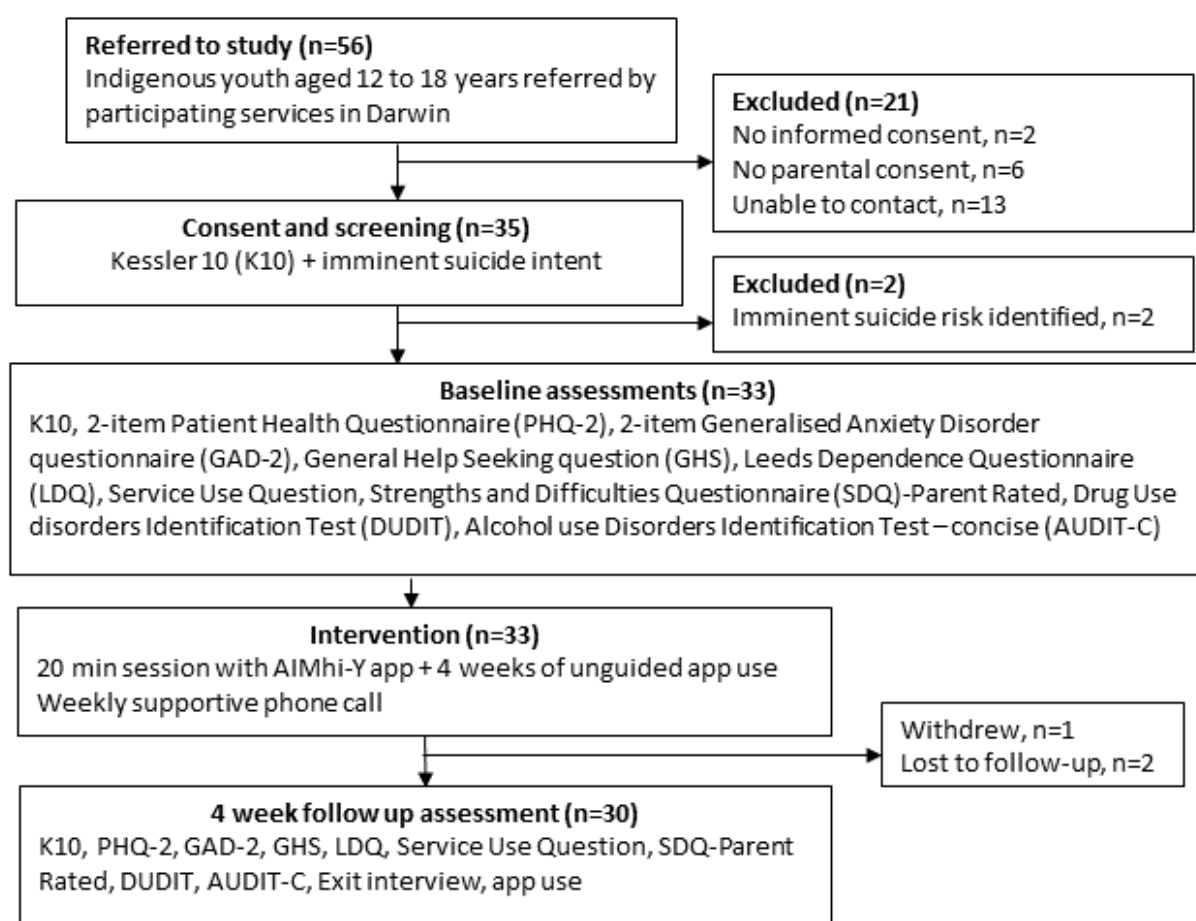 Referred to study (n=56)
Indigenous youth aged 12 to 18 years referred by
participating services in Darwin
Excluded (n=21)
No informed consent, n=2
No parental consent, n=6
Unable to contact, n=13
Consent and screening (n=35)
Kessler 10 (K10) + imminent suicide intent
Excluded (n=2)
Imminent suicide risk identified, n=2
Baseline assessments (n=33)
K10, 2-item Patient Health Questionnaire (PHQ-2), 2-item Generalised Anxiety Disorder
questionnaire (GAD-2), General Help Seeking question (GHS), Leeds Dependence Questionnaire
(LDQ), Service Use Question, Strengths and Difficulties Questionnaire (SDQ)-Parent Rated, Drug Use
disorders Identification Test (DUDIT), Alcohol use Disorders Identification Test – concise (AUDIT-C)
Intervention (n=33)
20 min session with AIMhi-Y app + 4 weeks of unguided app use
Weekly supportive phone call
Withdrew, n=1
Lost to follow-up, n=2
4 week follow up assessment (n=30)
K10, PHQ-2, GAD-2, GHS, LDQ, Service Use Question, SDQ-Parent
Rated, DUDIT, AUDIT-C, Exit interview, app use